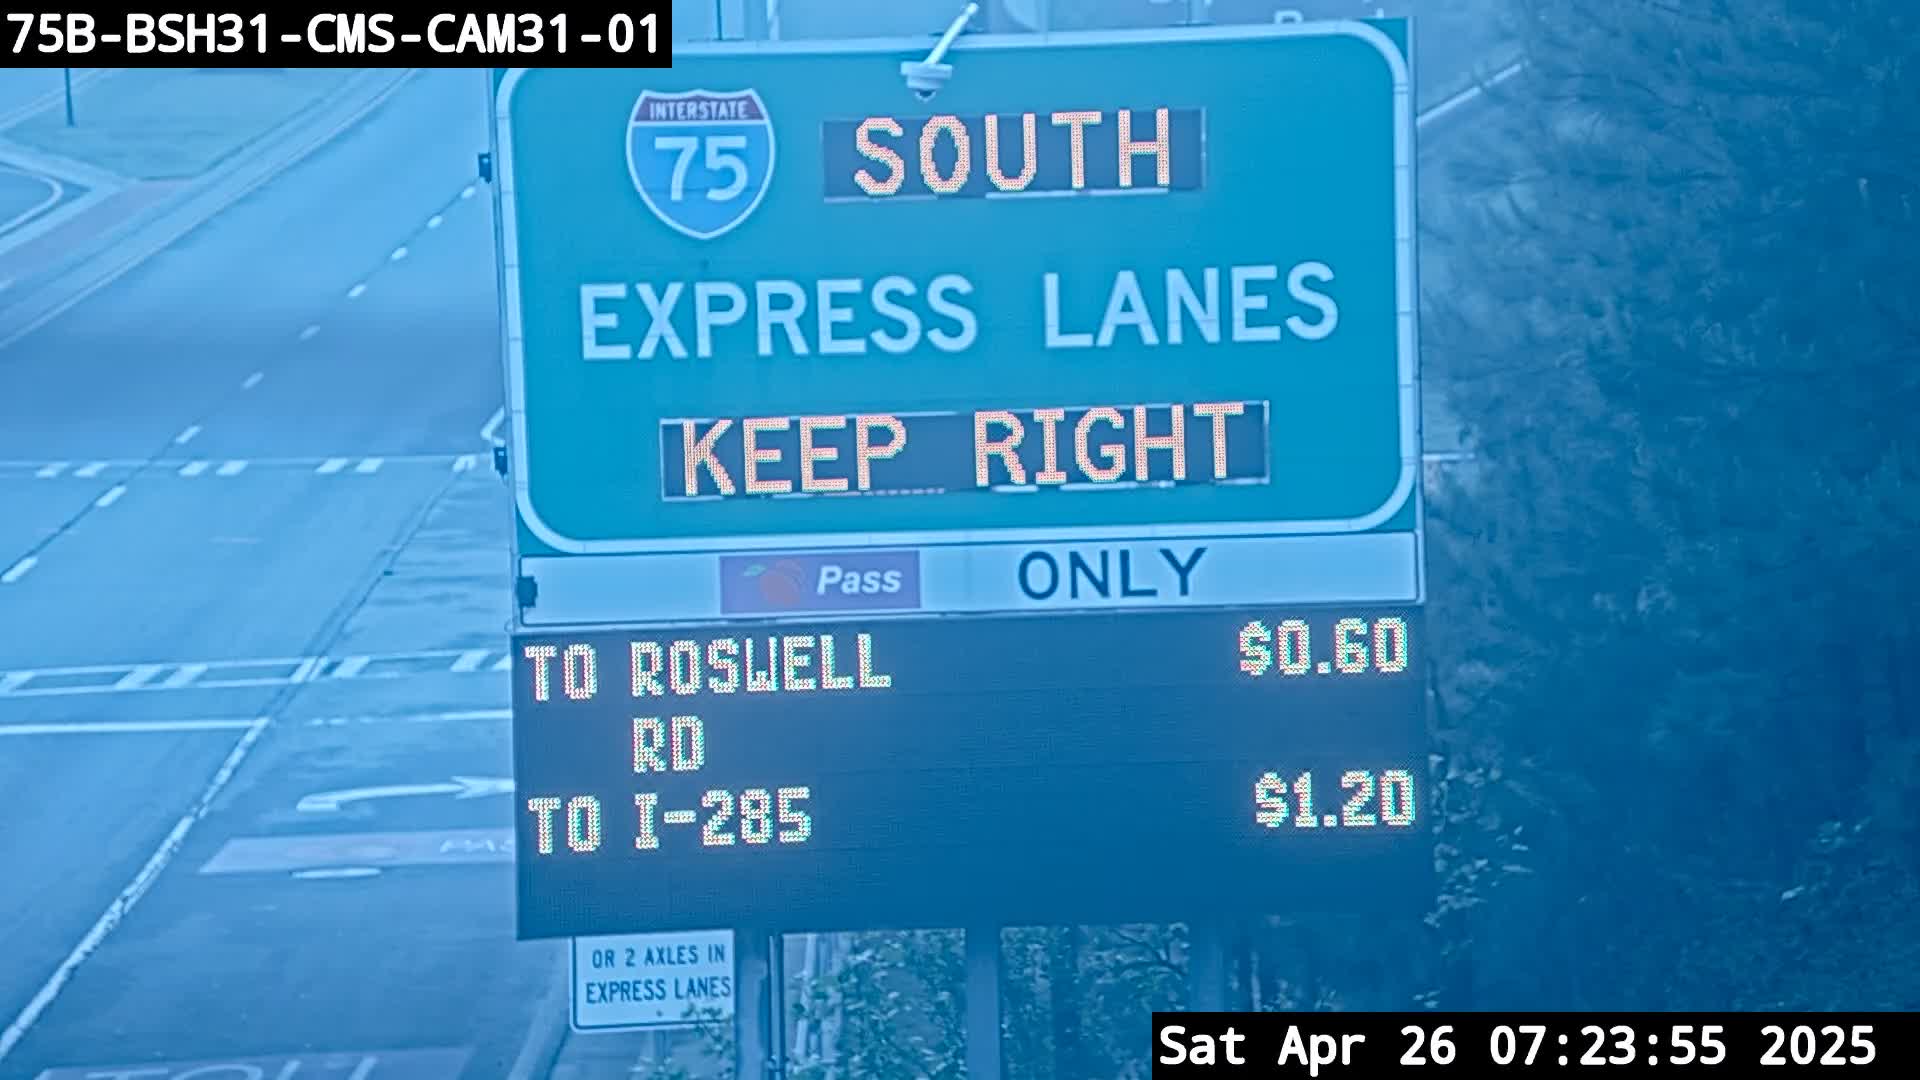 75B-BSH31-CMS-CAM31-01
INTERSTATE
75
SOUTH
EXPRESS LANES
KEEP RIGHT
Pass ONLY
TO ROSWELL $0.60
RD
TO I-285 $1.20
OR 2 AXLES IN
EXPRESS LANES
Sat Apr 26 07:23:55 2025